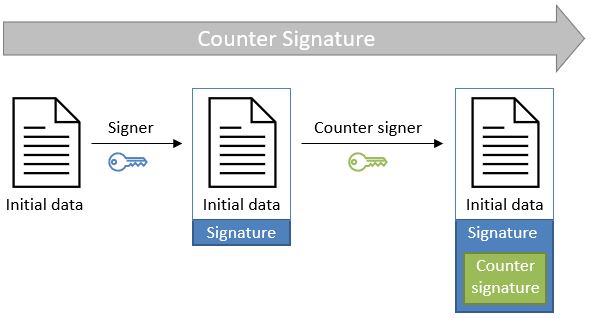 Counter Signature
Signer
Counter signer
Initial data
Initial data
Initial data
Signature
Signature
Counter
signature